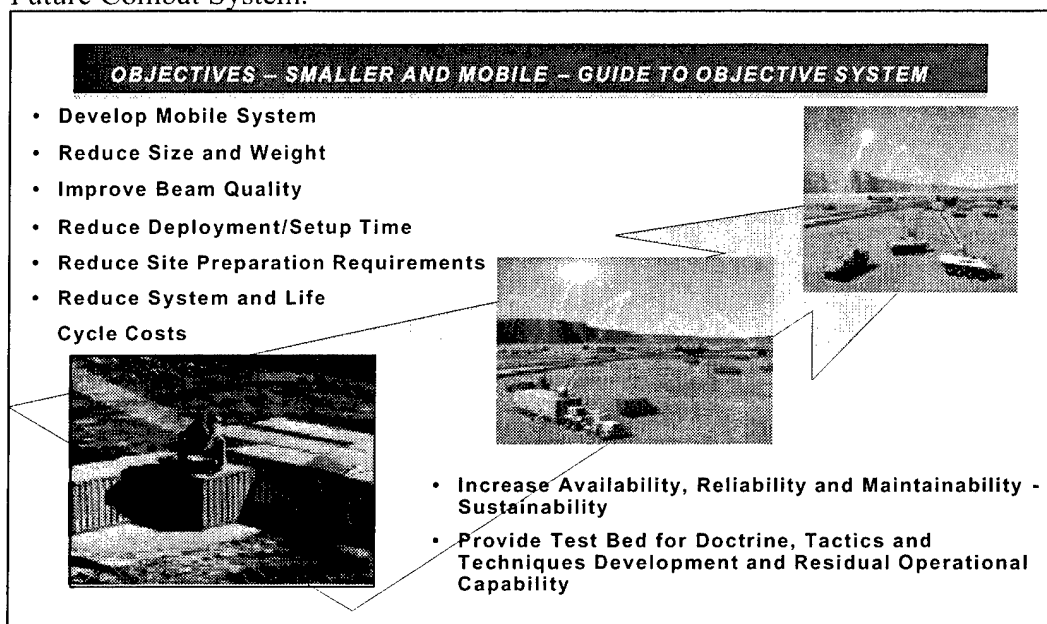 Future Combat System.
OBJECTIVES – SMALLER AND MOBILE – GUIDE TO OBJECTIVE SYSTEM
• Develop Mobile System
• Reduce Size and Weight
• Improve Beam Quality
• Reduce Deployment/Setup Time
• Reduce Site Preparation Requirements
• Reduce System and Life
Cycle Costs
• Increase Availability, Reliability and Maintainability -
Sustainability
• Provide Test Bed for Doctrine, Tactics and
Techniques Development and Residual Operational
Capability